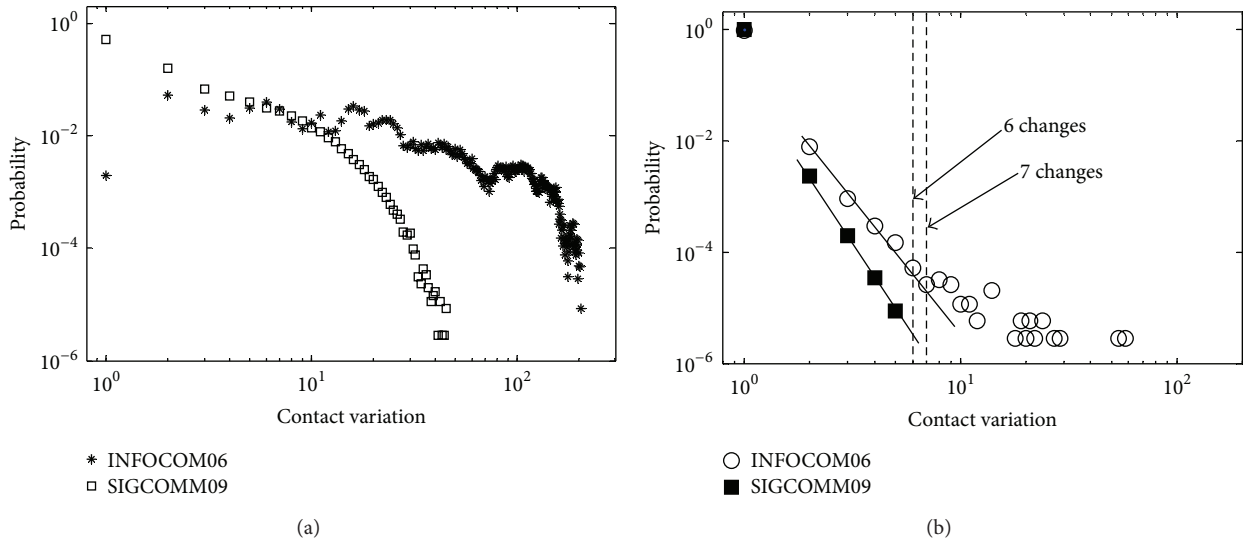 10^0
10^-2
10^-4
10^-6
Probability
10^0
10^1
10^2
Contact variation
INFOCOM06
SIGCOMM09
(a)
10^0
10^-2
10^-4
10^-6
Probability
6 changes
7 changes
10^0
10^1
10^2
Contact variation
INFOCOM06
SIGCOMM09
(b)